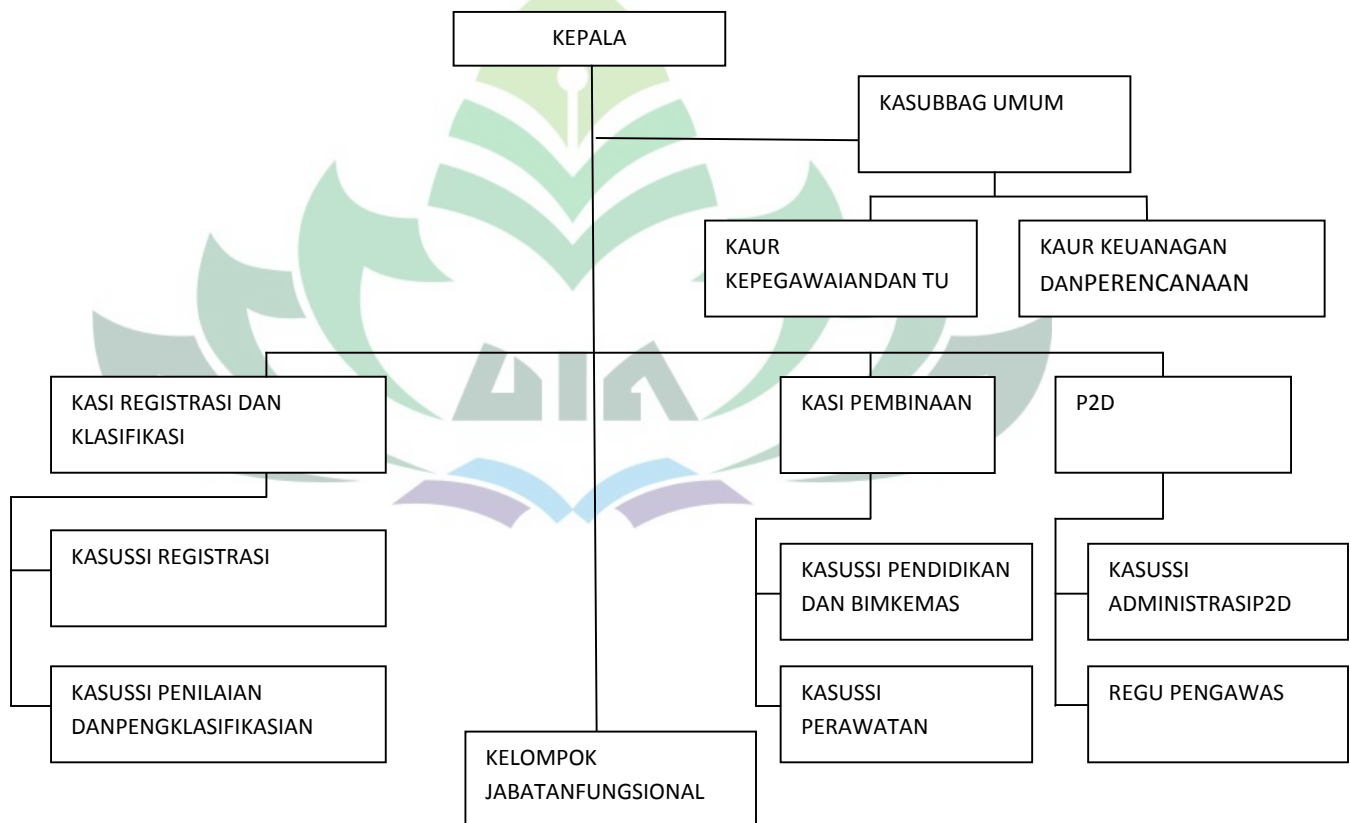 KEPALA
KASUBBAG UMUM
KAUR
KEPEGAWAIANDAN TU
KAUR KEUANAGAN
DANPERENCANAAN
KASI REGISTRASI DAN
KLASIFIKASI
KASI PEMBINAAN
P2D
KASUSSI REGISTRASI
KASUSSI PENDIDIKAN
DAN BIMKEMAS
KASUSSI
ADMINISTRASIP2D
KASUSSI PENILAIAN
DANPENGKLASIFIKASIAN
KASUSSI
PERAWATAN
REGU PENGAWAS
KELOMPOK
JABATANFUNGSIONAL